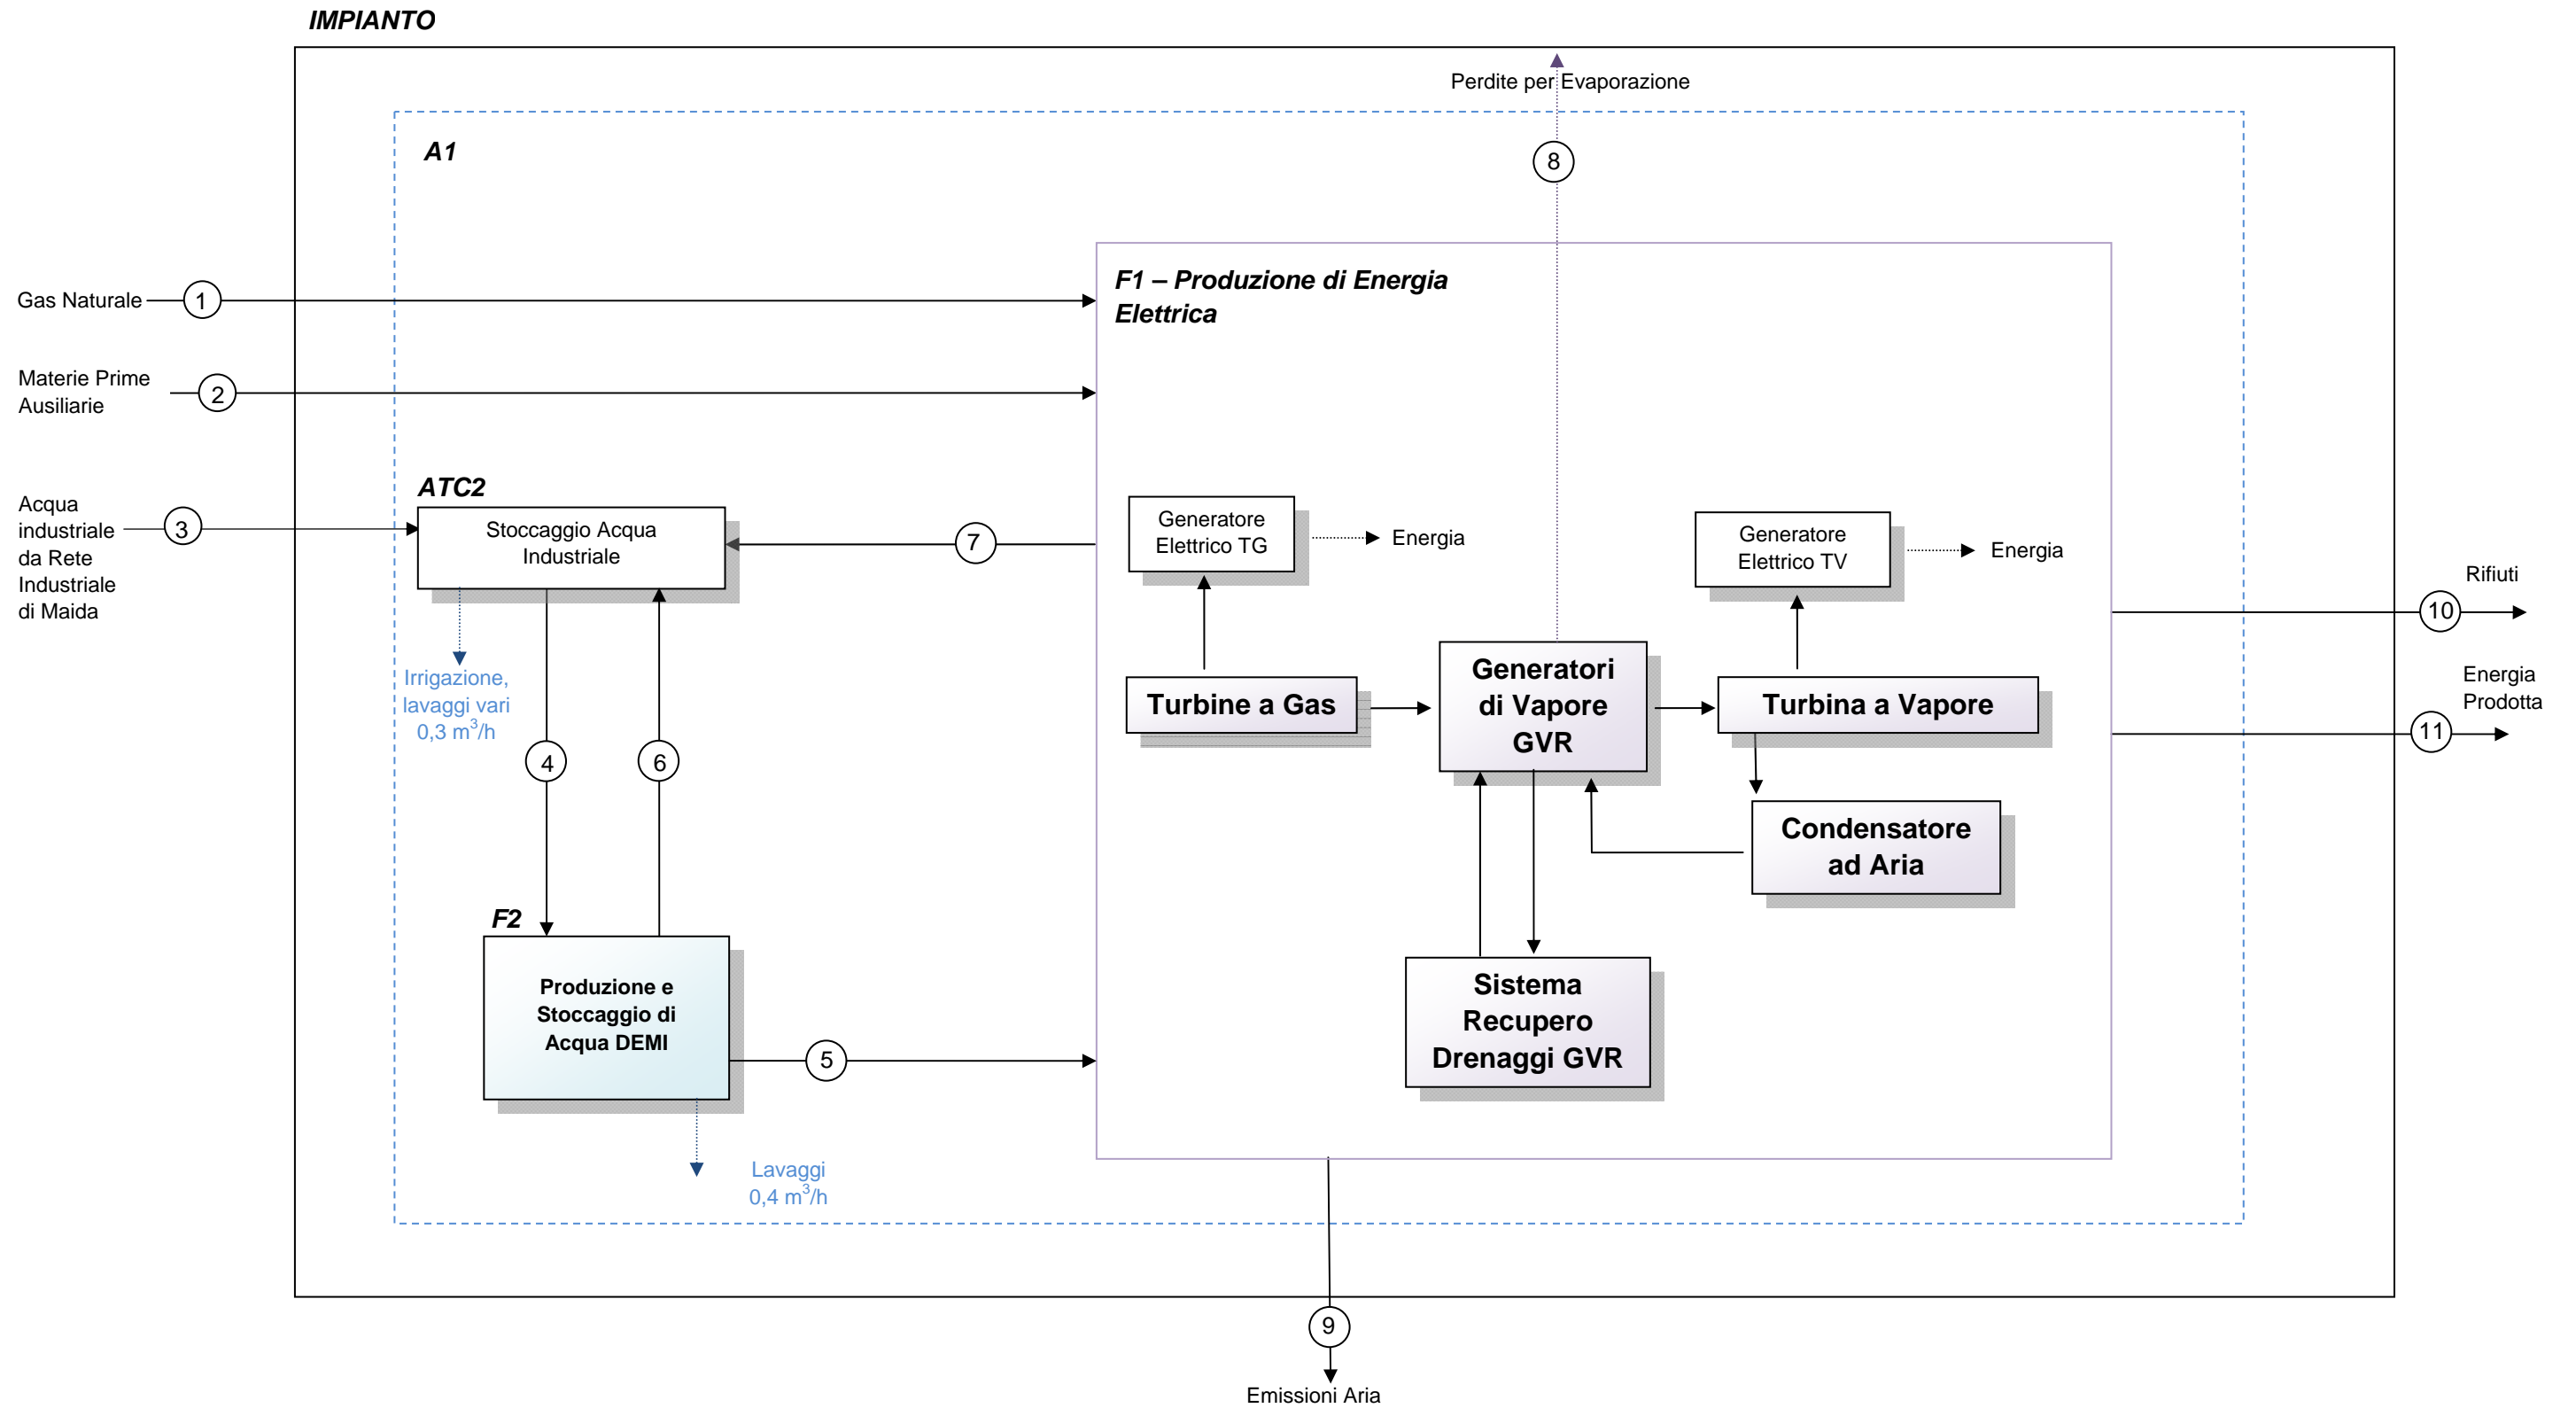 IMPIANTO
Perdite per Evaporazione
A1
8
F1 – Produzione di Energia
Elettrica
Gas Naturale
1
Materie Prime
Ausiliarie
2
ATC2
Acqua
industriale
da Rete
Industriale
di Maida
3
Stoccaggio Acqua
Industriale
7
Generatore
Elettrico TG
Energia
Generatore
Elettrico TV
Energia
Rifiuti
10
Irrigazione,
lavaggi vari
0,3 m³/h
Turbine a Gas
Generatori
di Vapore
GVR
Turbina a Vapore
Energia
Prodotta
11
4
6
Condensatore
ad Aria
F2
Produzione e
Stoccaggio di
Acqua DEMI
5
Sistema
Recupero
Drenaggi GVR
Lavaggi
0,4 m³/h
9
Emissioni Aria